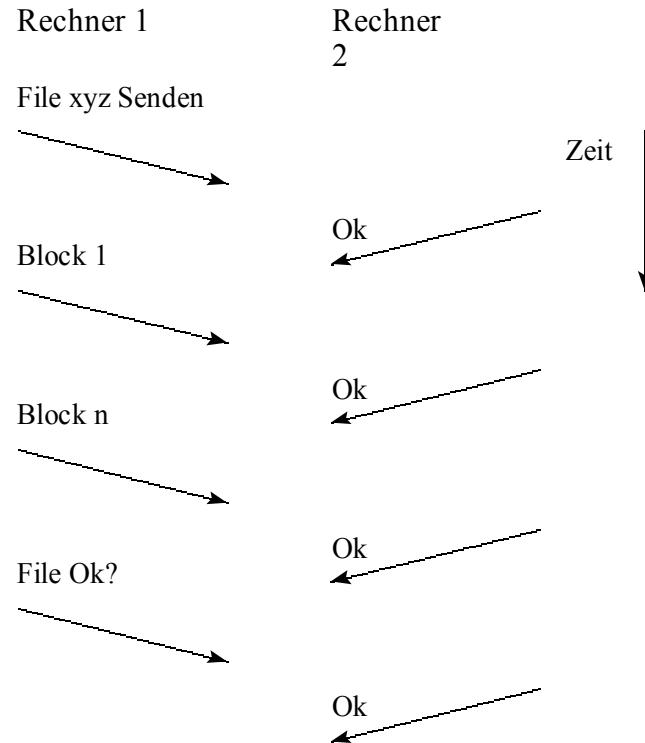 Rechner 1
Rechner
2
File xyz Senden
Zeit
Ok
Block 1
Ok
Block n
Ok
File Ok?
Ok